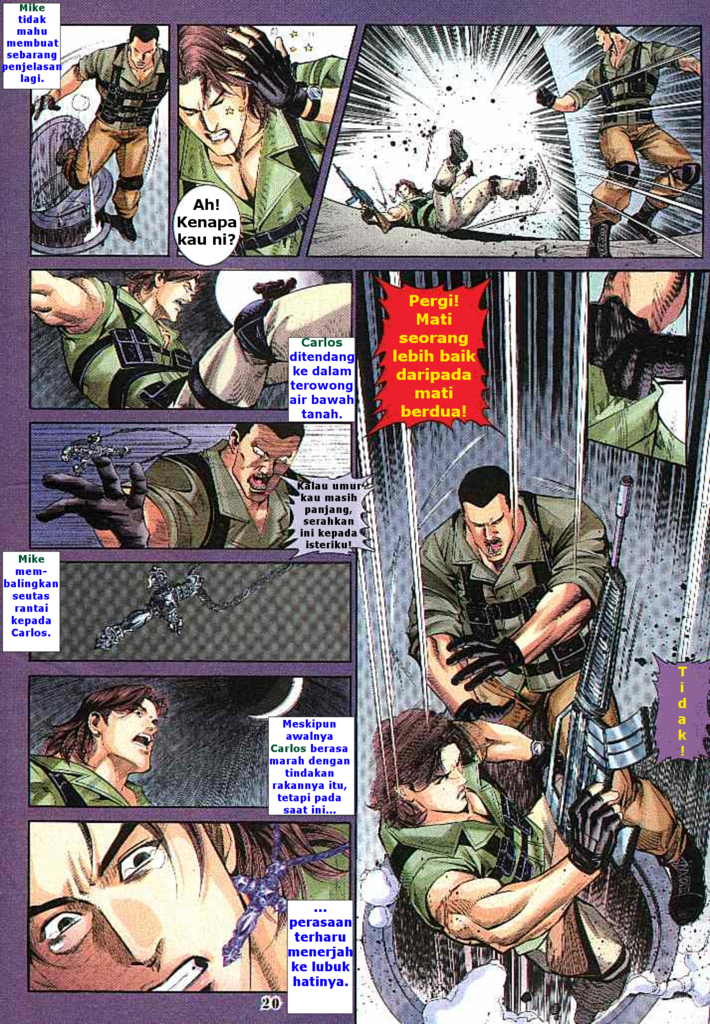 Mike
tidak
mahu
membuat
sebarang
penjelasan
lagi.
Ah!
Kenapa
kau ni?
Carlos
ditendang
ke dalam
terowong
air bawah
tanah.
Pergi!
Mati
seorang
lebih baik
daripada
mati
berdua!
Kalau umur
kau masih
panjang,
serahkan
ini kepada
isteriku!
Mike
mem-
balingkan
seutas
rantai
kepada
Carlos.
T
i
d
a
k
!
Meskipun
awalnya
Carlos berasa
marah dengan
tindakan
rakannya itu,
tetapi pada
saat ini...
...
perasaan
terharu
menerjah
ke lubuk
hatinya.
20